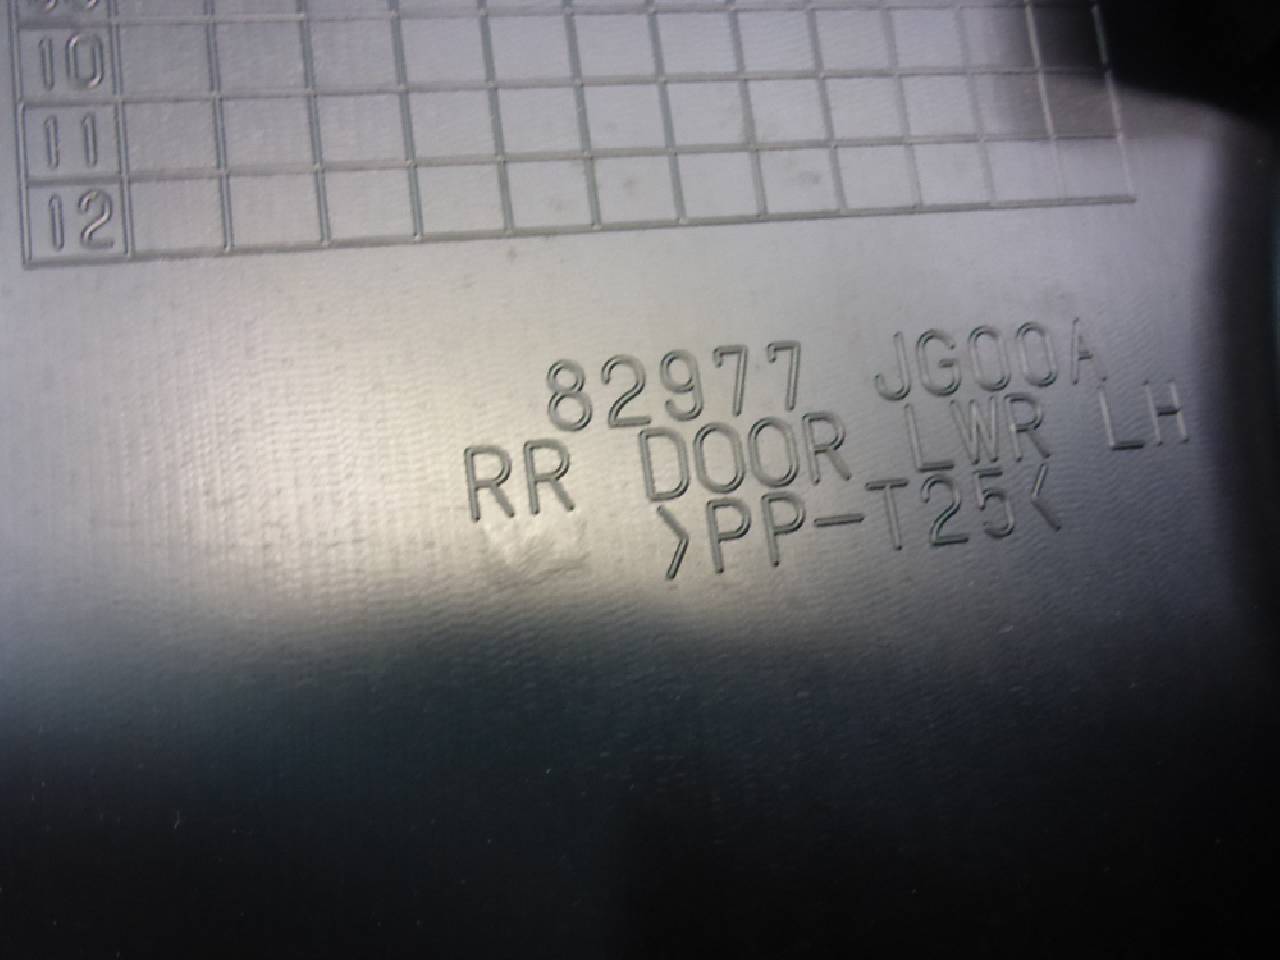 10
11
12
82977 JG00A
RR DOOR LWR LH
>PP-T25<